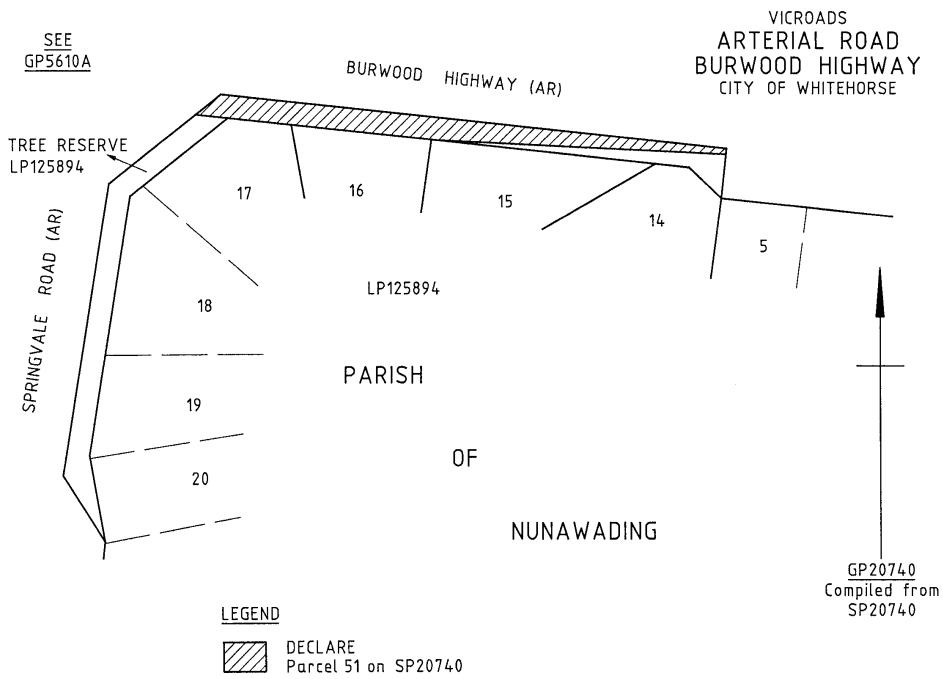 SEE
GP5610A
BURWOOD HIGHWAY (AR)
VICROADS
ARTERIAL ROAD
BURWOOD HIGHWAY
CITY OF WHITEHORSE
TREE RESERVE
LP125894
SPRINGVALE ROAD (AR)
17
16
15
14
5
LP125894
18
PARISH
19
OF
20
NUNAWADING
GP20740
Compiled from
SP20740
LEGEND
DECLARE
Parcel 51 on SP20740